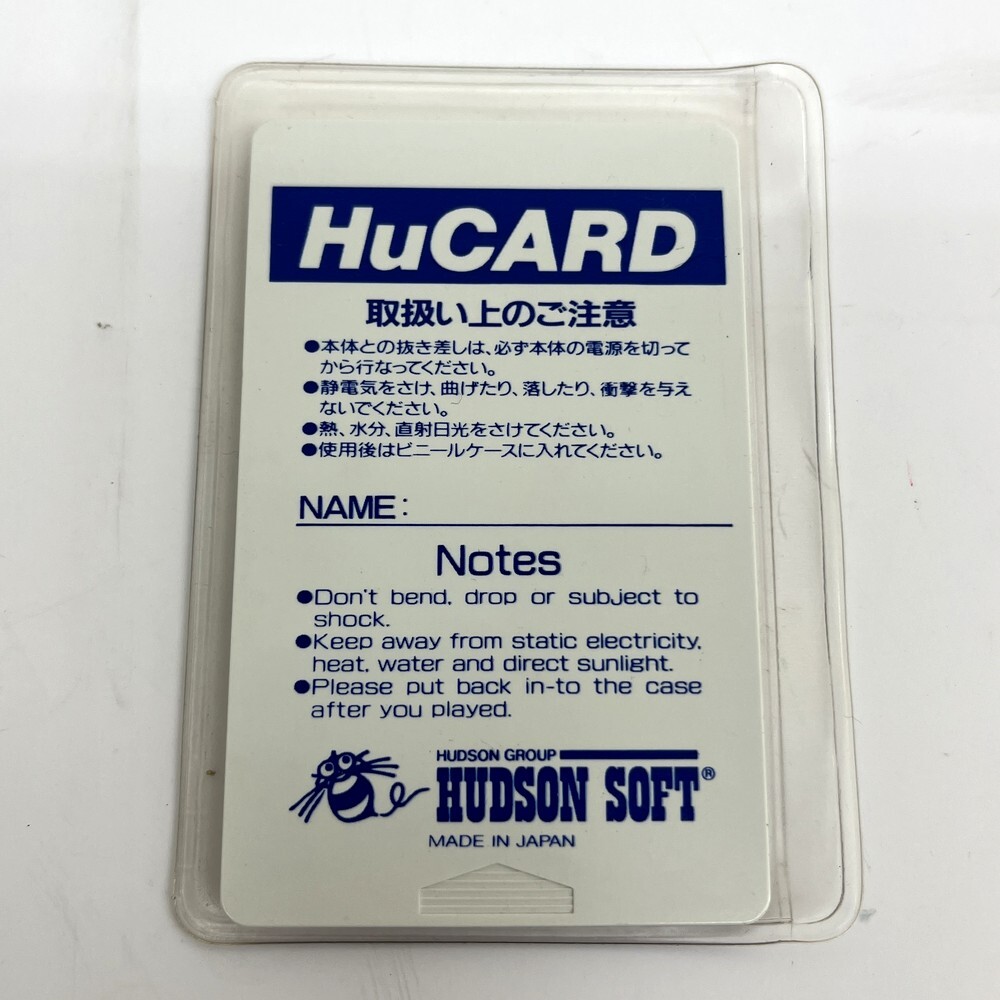 HuCARD
取扱い上のご注意
●本体との抜き差しは、必ず本体の電源を切って
から行なってください。
●静電気をさけ、曲げたり、落したり、衝撃を与え
ないでください。
●熱、水分、直射日光をさけてください。
●使用後はビニールケースに入れてください。
NAME:
Notes
●Don't bend, drop or subject to
shock.
●Keep away from static electricity,
heat, water and direct sunlight.
●Please put back in-to the case
after you played.
HUDSON GROUP
HUDSON SOFT®
MADE IN JAPAN